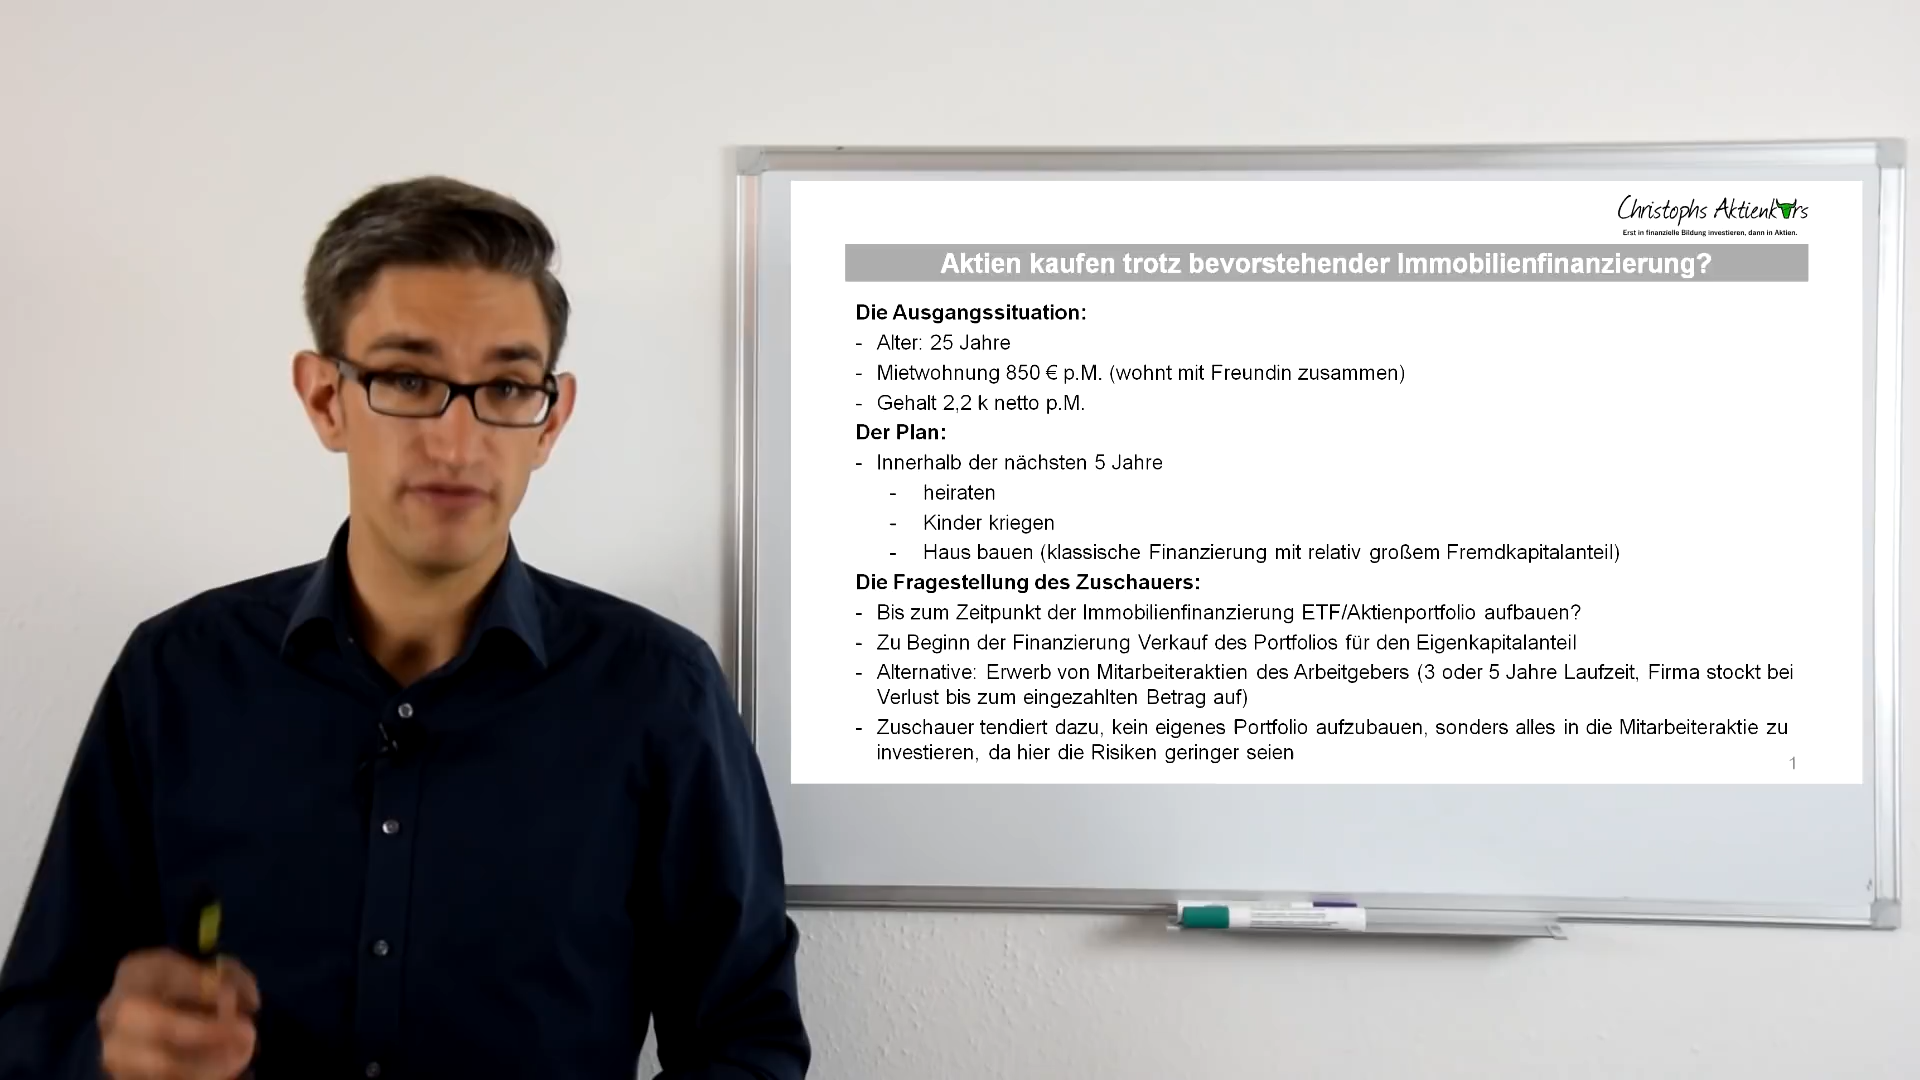 Christophs Aktienkurs
Erst in finanzielle Bildung investieren, dann in Aktien.
Aktien kaufen trotz bevorstehender Immobilienfinanzierung?
Die Ausgangssituation:
- Alter: 25 Jahre
- Mietwohnung 850 € p.M. (wohnt mit Freundin zusammen)
- Gehalt 2,2 k netto p.M.
Der Plan:
- Innerhalb der nächsten 5 Jahre
- heiraten
- Kinder kriegen
- Haus bauen (klassische Finanzierung mit relativ großem Fremdkapitalanteil)
Die Fragestellung des Zuschauers:
- Bis zum Zeitpunkt der Immobilienfinanzierung ETF/Aktienportfolio aufbauen?
- Zu Beginn der Finanzierung Verkauf des Portfolios für den Eigenkapitalanteil
- Alternative: Erwerb von Mitarbeiteraktien des Arbeitgebers (3 oder 5 Jahre Laufzeit, Firma stockt bei
Verlust bis zum eingezahlten Betrag auf)
- Zuschauer tendiert dazu, kein eigenes Portfolio aufzubauen, sonders alles in die Mitarbeiteraktie zu
investieren, da hier die Risiken geringer seien
1